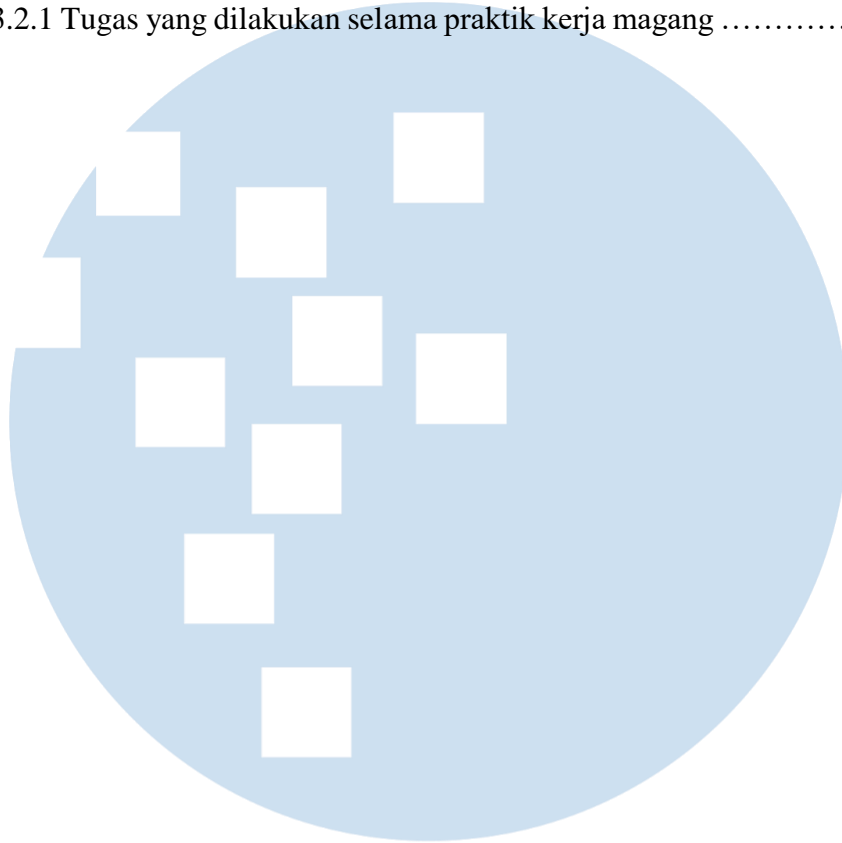 3.2.1 Tugas yang dilakukan selama praktik kerja magang ………….